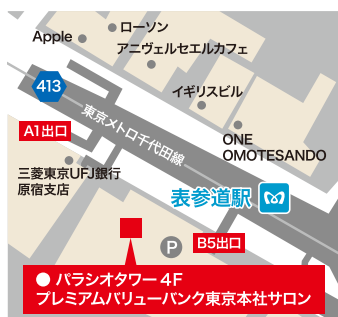 ローソン
Apple
アニヴェルセエルカフェ
413
イギリスビル
東京メトロ千代田線
A1出口
ONE
OMOTESANDO
三菱東京UFJ銀行
原宿支店
表参道駅
P
B5出口
● パラシオタワー4F
プレミアムバリューバンク東京本社サロン